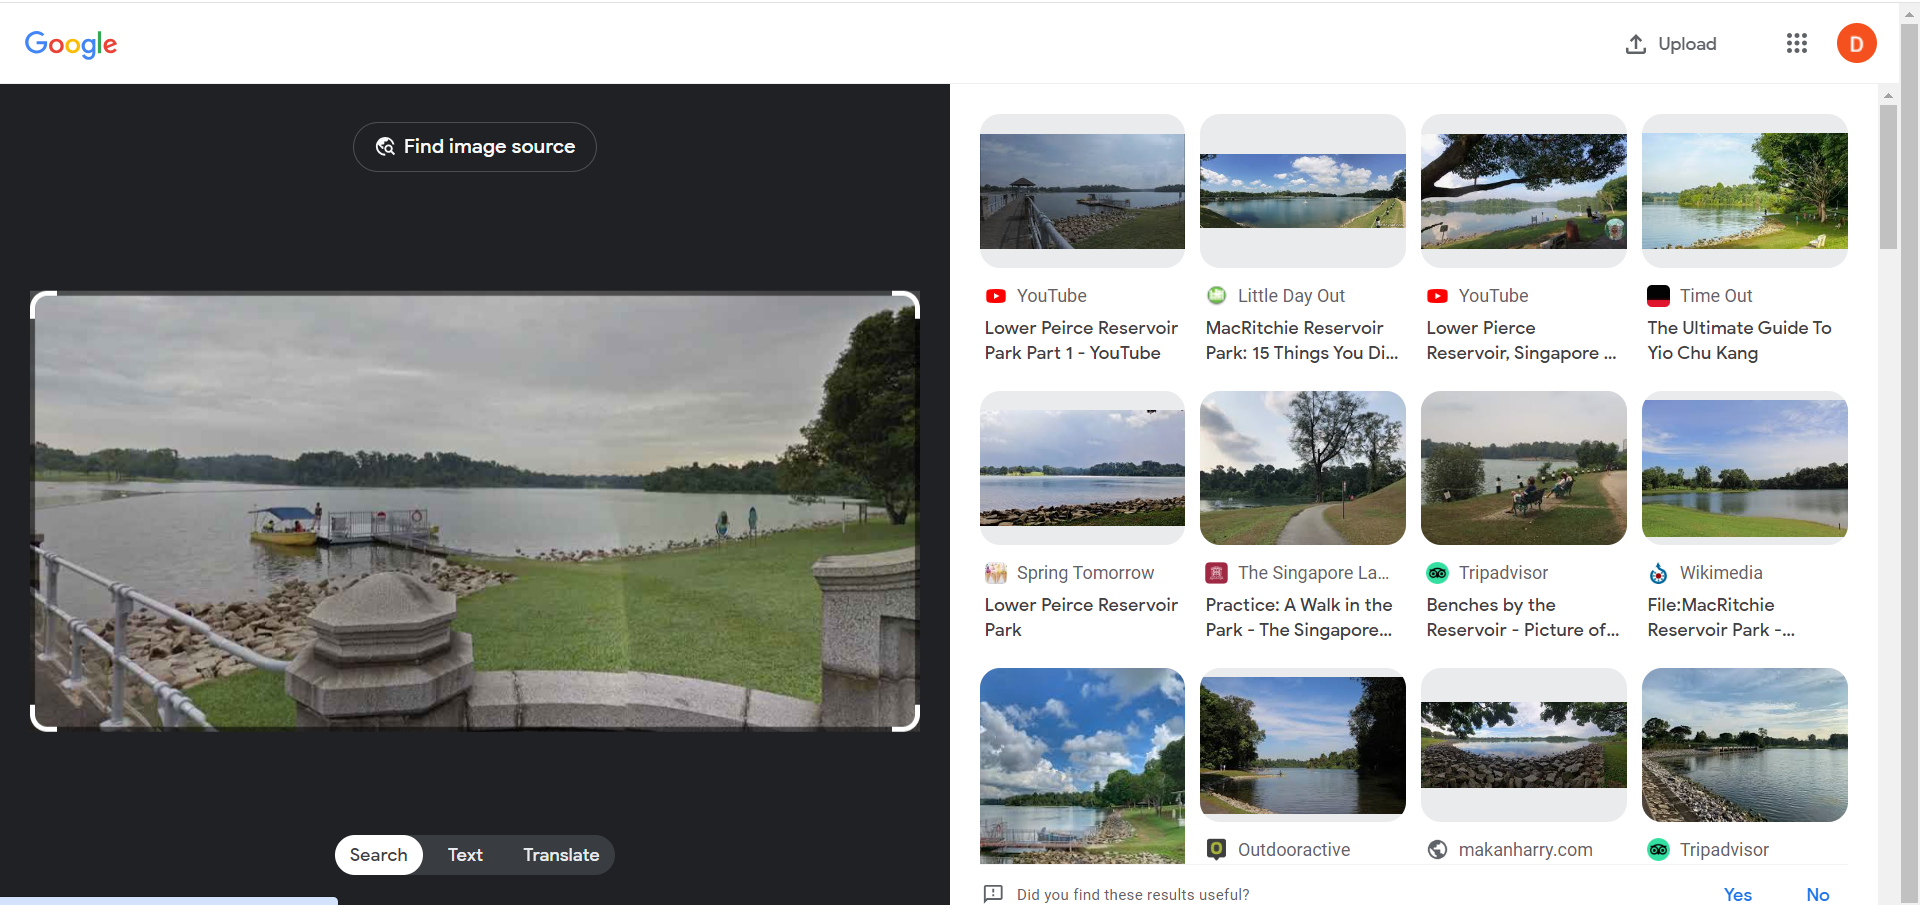 Google
Upload
D
Find image source
Search
Text
Translate
YouTube
Lower Peirce Reservoir
Park Part 1 - YouTube
Little Day Out
MacRitchie Reservoir
Park: 15 Things You Di...
YouTube
Lower Pierce
Reservoir, Singapore ...
Time Out
The Ultimate Guide To
Yio Chu Kang
Spring Tomorrow
Lower Peirce Reservoir
Park
The Singapore La...
Practice: A Walk in the
Park - The Singapore...
Tripadvisor
Benches by the
Reservoir - Picture of...
Wikimedia
File:MacRitchie
Reservoir Park -...
Outdooractive
makanharry.com
Tripadvisor
Did you find these results useful?
Yes
No